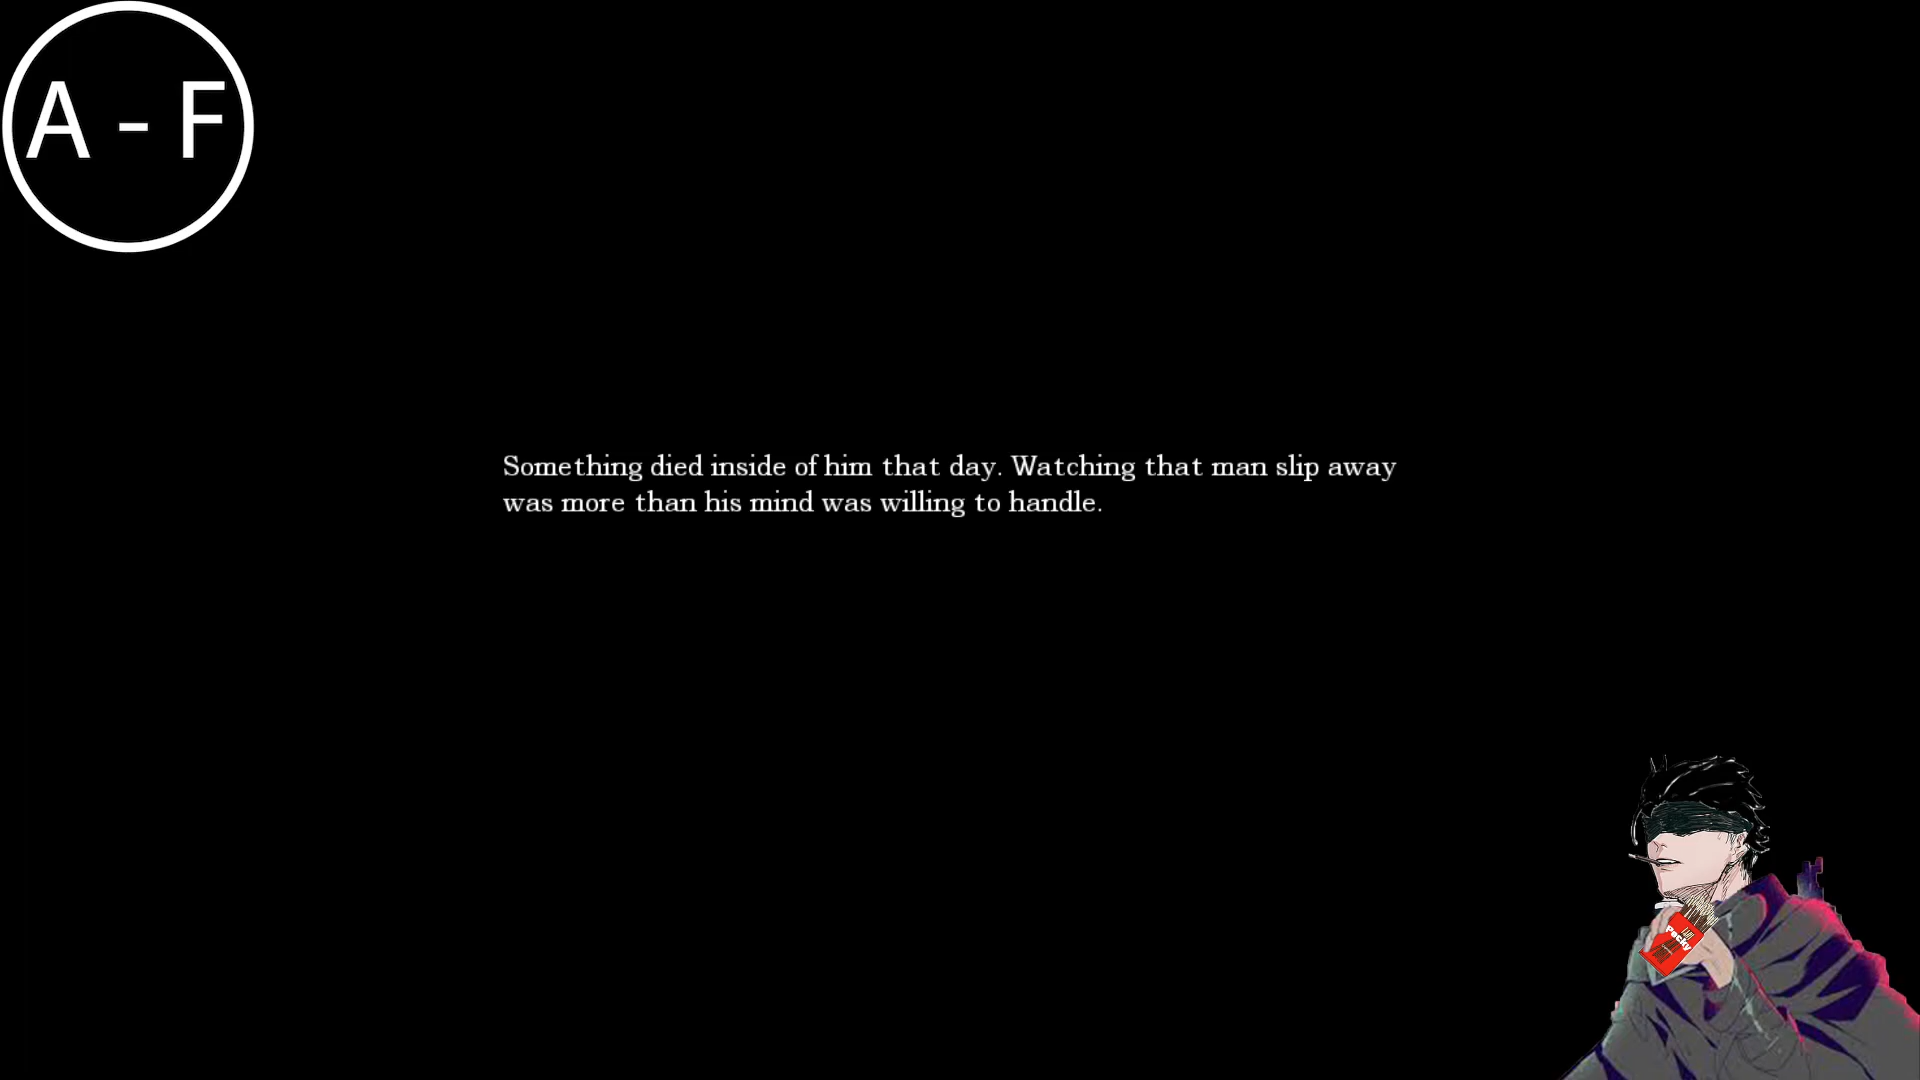 A - F
Something died inside of him that day. Watching that man slip away
was more than his mind was willing to handle.
Pocky